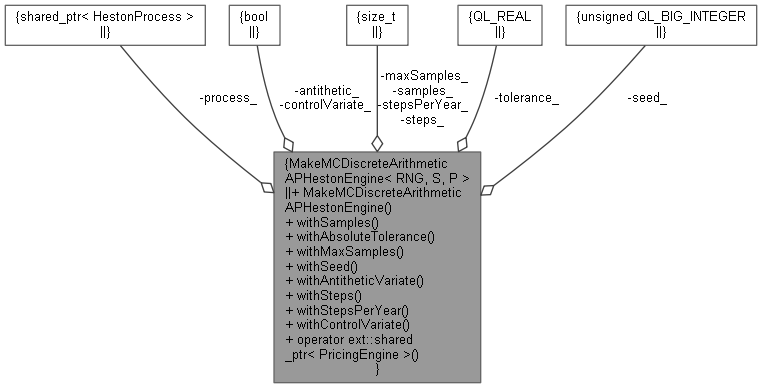 {shared_ptr< HestonProcess >
||}
{bool
||}
{size_t
||}
{QL_REAL
||}
{unsigned QL_BIG_INTEGER
||}
-process_
-antithetic_
-controlVariate_
-maxSamples_
-samples_
-stepsPerYear_
-steps_
-tolerance_
-seed_
{MakeMCDiscreteArithmetic
APHestonEngine< RNG, S, P >
||+ MakeMCDiscreteArithmetic
APHestonEngine()
+ withSamples()
+ withAbsoluteTolerance()
+ withMaxSamples()
+ withSeed()
+ withAntitheticVariate()
+ withSteps()
+ withStepsPerYear()
+ withControlVariate()
+ operator ext::shared
_ptr< PricingEngine >()
}